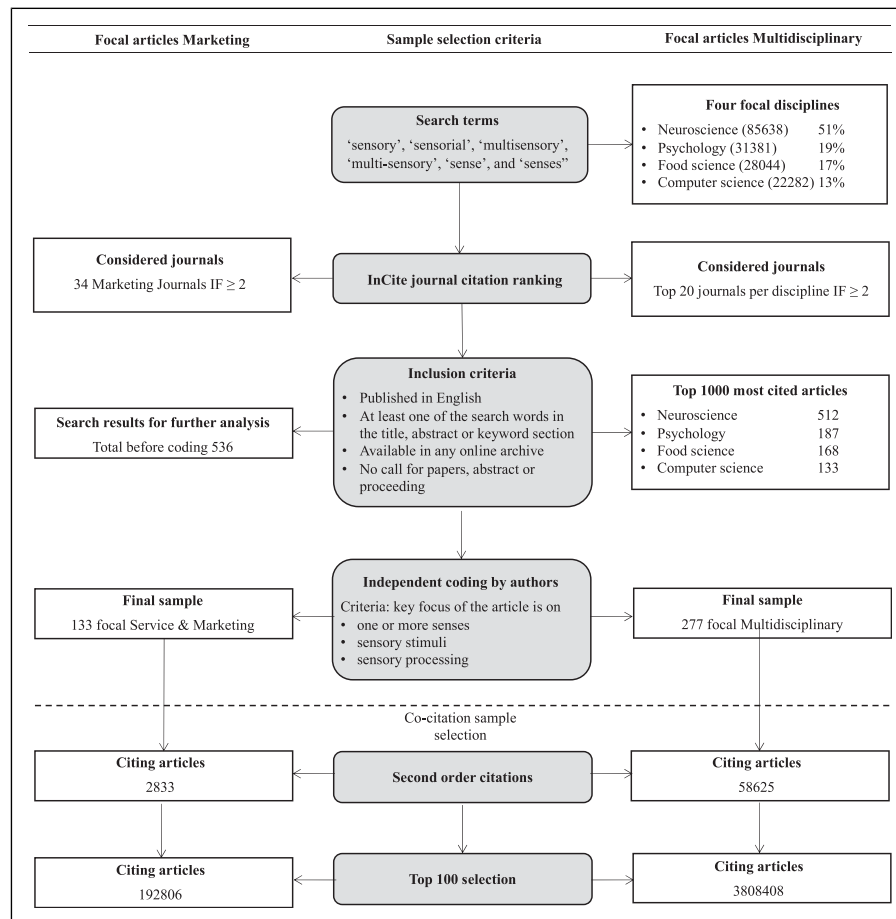 Focal articles Marketing
Sample selection criteria
Focal articles Multidisciplinary
Search terms
‘sensory’, ‘sensorial’, ‘multisensory’,
‘multi-sensory’, ‘sense’, and ‘senses”
Four focal disciplines
• Neuroscience (85638) 51%
• Psychology (31381) 19%
• Food science (28044) 17%
• Computer science (22282) 13%
Considered journals
34 Marketing Journals IF ≥ 2
InCite journal citation ranking
Considered journals
Top 20 journals per discipline IF ≥ 2
Inclusion criteria
• Published in English
• At least one of the search words in
the title, abstract or keyword section
• Available in any online archive
• No call for papers, abstract or
proceeding
Search results for further analysis
Total before coding 536
Top 1000 most cited articles
• Neuroscience 512
• Psychology 187
• Food science 168
• Computer science 133
Independent coding by authors
Criteria: key focus of the article is on
• one or more senses
• sensory stimuli
• sensory processing
Final sample
133 focal Service & Marketing
Final sample
277 focal Multidisciplinary
Co-citation sample
selection
Citing articles
2833
Second order citations
Citing articles
58625
Citing articles
192806
Top 100 selection
Citing articles
3808408